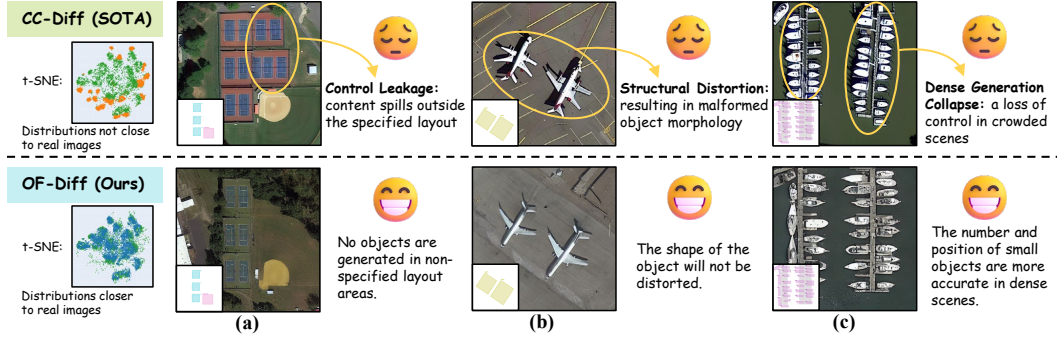 CC-Diff (SOTA)
t-SNE:
Distributions not close
to real images
Control Leakage:
content spills outside
the specified layout
Structural Distortion:
resulting in malformed
object morphology
Dense Generation
Collapse: a loss of
control in crowded
scenes
OF-Diff (Ours)
t-SNE:
Distributions closer
to real images
No objects are
generated in non-
specified layout
areas.
The shape of the
object will not be
distorted.
The number and
position of small
objects are more
accurate in dense
scenes.
(a)
(b)
(c)